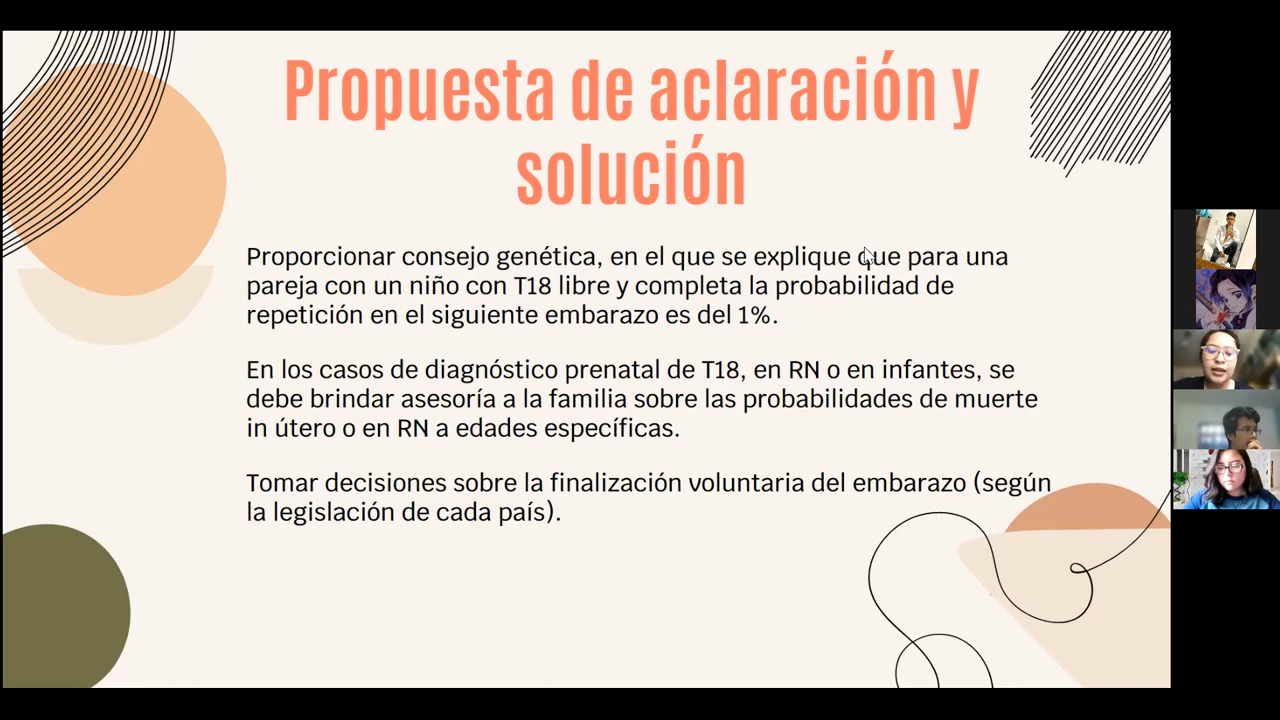 Propuesta de aclaración y
solución
Proporcionar consejo genética, en el que se explique que para una
pareja con un niño con T18 libre y completa la probabilidad de
repetición en el siguiente embarazo es del 1%.
En los casos de diagnóstico prenatal de T18, en RN o en infantes, se
debe brindar asesoría a la familia sobre las probabilidades de muerte
in útero o en RN a edades específicas.
Tomar decisiones sobre la finalización voluntaria del embarazo (según
la legislación de cada país).